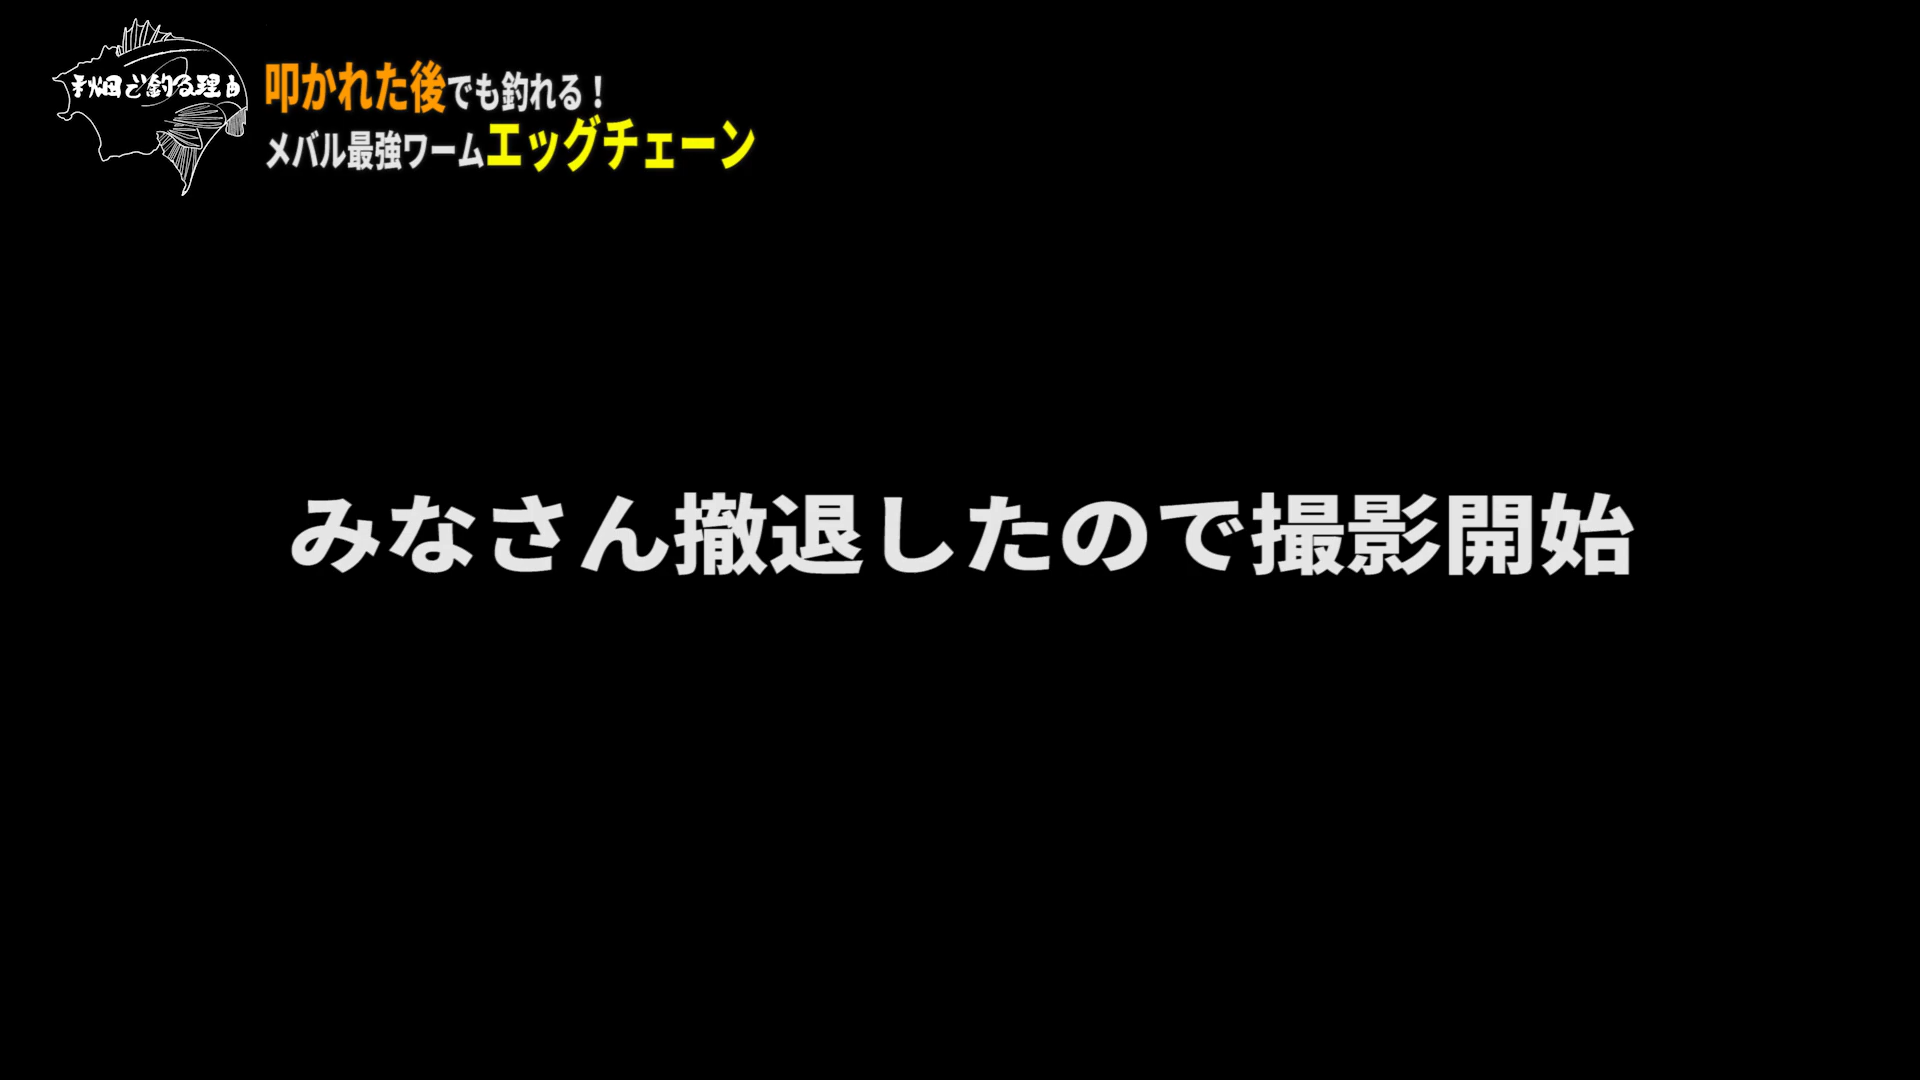 秋田で釣る理由
叩かれた後でも釣れる！
メバル最強ワームエッグチェーン
みなさん撤退したので撮影開始